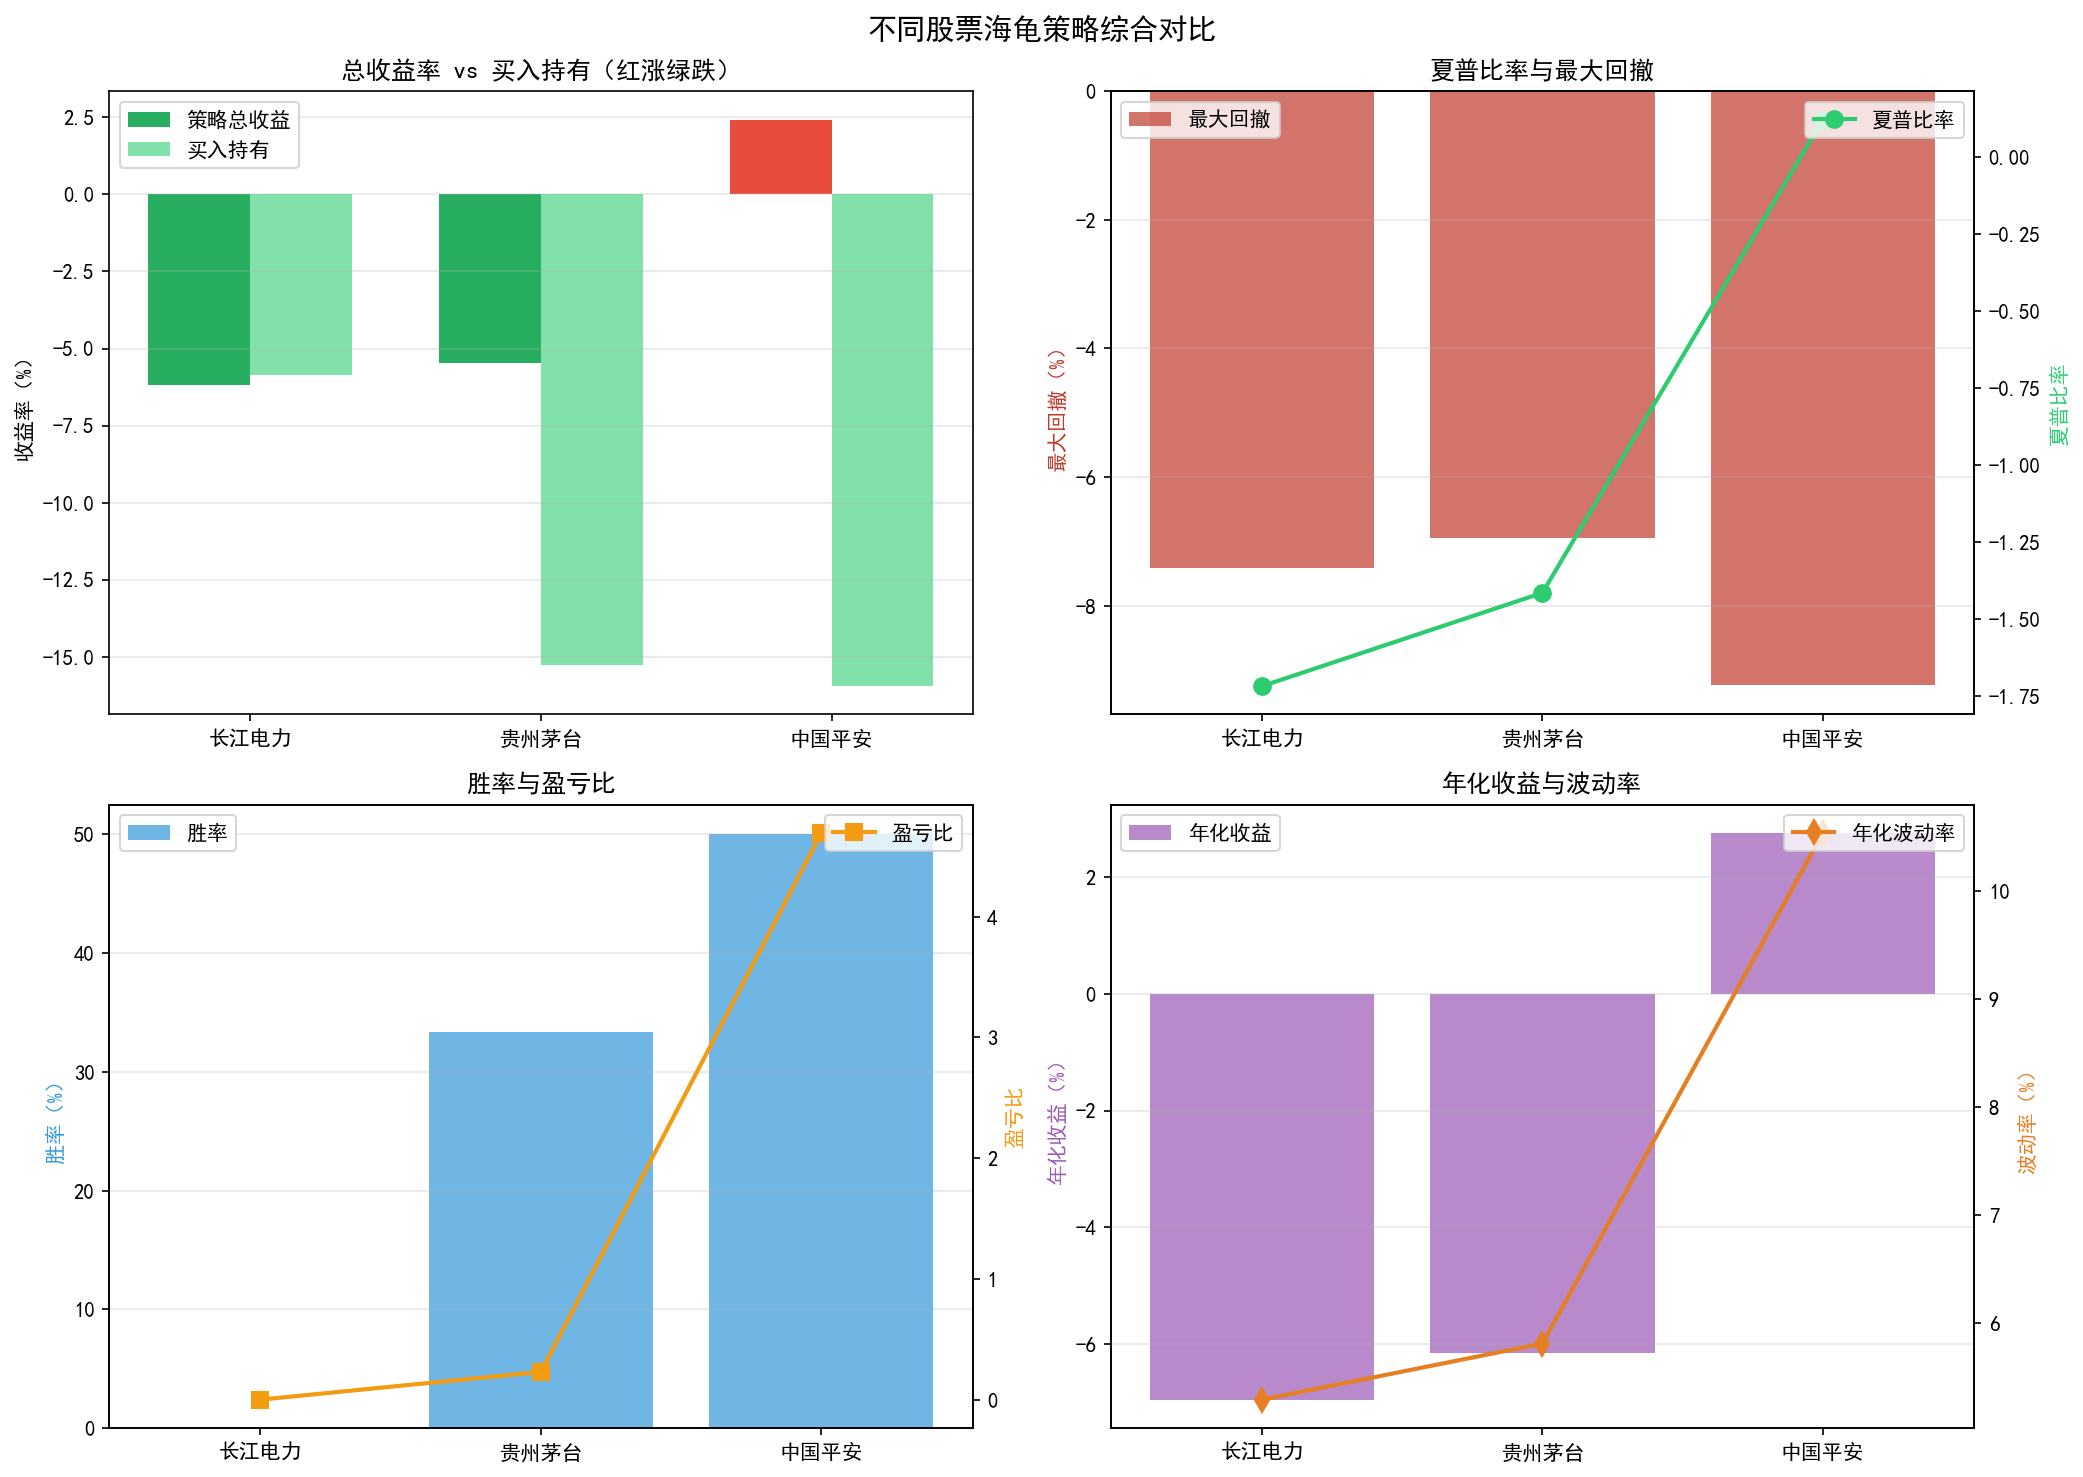 不同股票海龟策略综合对比
总收益率 vs 买入持有（红涨绿跌）
策略总收益
买入持有
收益率 (%)
2.5
0.0
−2.5
−5.0
−7.5
−10.0
−12.5
−15.0
长江电力 贵州茅台 中国平安
夏普比率与最大回撤
最大回撤
夏普比率
最大回撤 (%)
0
−2
−4
−6
−8
0.00
−0.25
−0.50
−0.75
−1.00
−1.25
−1.50
−1.75
夏普比率
长江电力 贵州茅台 中国平安
胜率与盈亏比
胜率
盈亏比
胜率 (%)
50
40
30
20
10
0
4
3
2
1
0
盈亏比
长江电力 贵州茅台 中国平安
年化收益与波动率
年化收益
年化波动率
年化收益 (%)
2
0
−2
−4
−6
10
9
8
7
6
波动率 (%)
长江电力 贵州茅台 中国平安